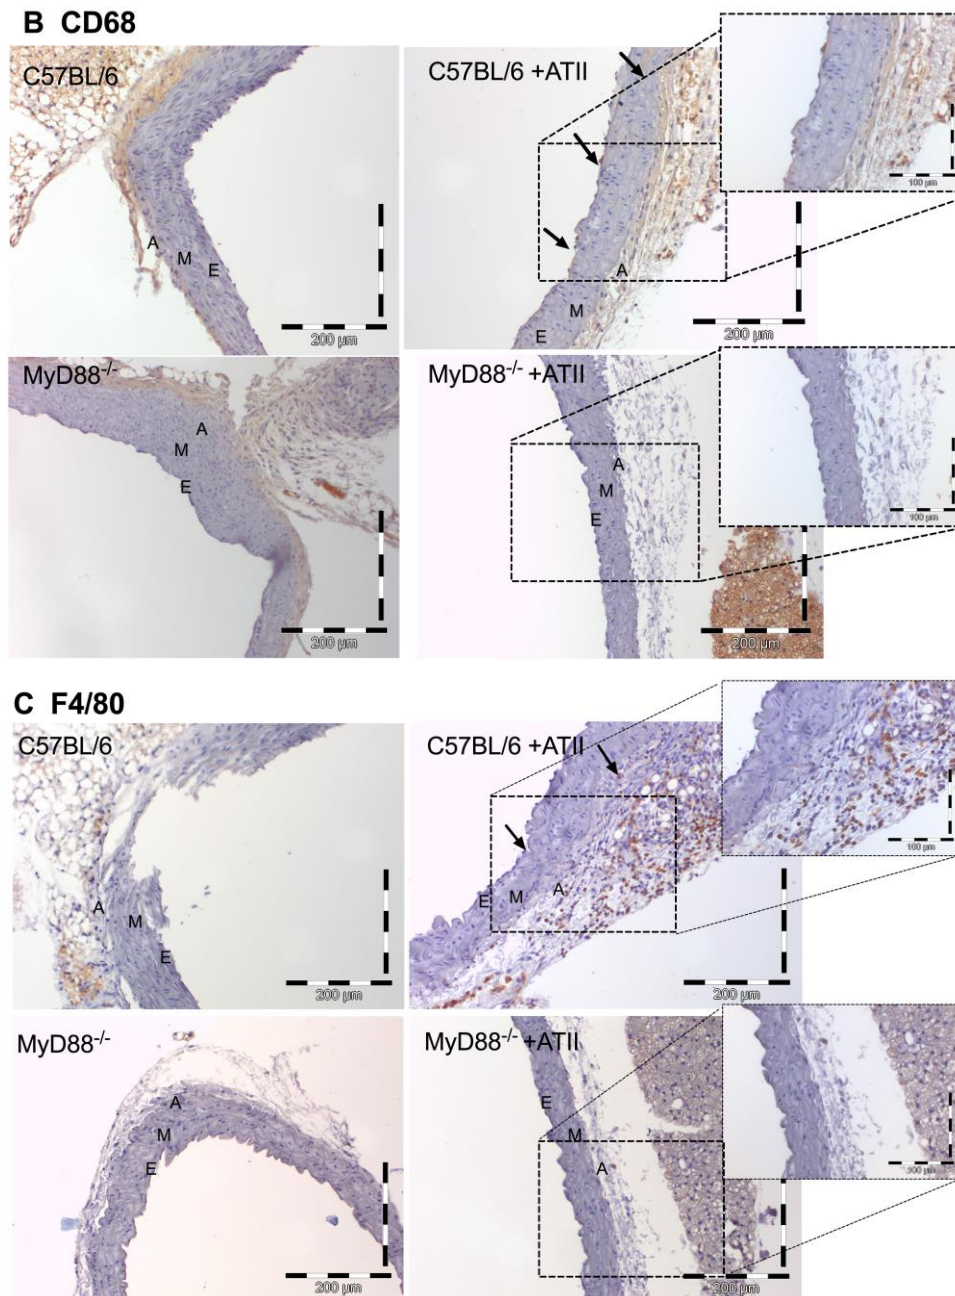 B CD68
C57BL/6
A
M
E
200 µm
C57BL/6 +ATII
A
M
E
200 µm
100 µm
MyD88-/-
A
M
E
200 µm
MyD88-/- +ATII
A
M
E
200 µm
100 µm
C F4/80
C57BL/6
A
M
E
200 µm
C57BL/6 +ATII
E
M
A
200 µm
100 µm
MyD88-/-
A
M
E
200 µm
MyD88-/- +ATII
E
M
A
200 µm
100 µm